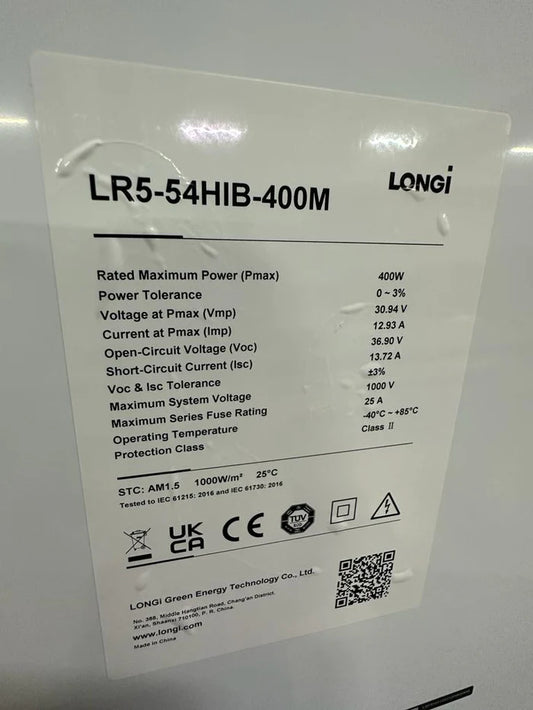 LONGi
LR5-54HIB-400M
Rated Maximum Power (Pmax) 400W
Power Tolerance 0 ~ 3%
Voltage at Pmax (Vmp) 30.94 V
Current at Pmax (Imp) 12.93 A
Open-Circuit Voltage (Voc) 36.90 V
Short-Circuit Current (Isc) 13.72 A
Voc & Isc Tolerance ±3%
Maximum System Voltage 1000 V
Maximum Series Fuse Rating 25 A
Operating Temperature -40°C ~ +85°C
Protection Class Class II
STC: AM1.5 1000W/m² 25°C
Tested to IEC 61215: 2016 and IEC 61730: 2016
UK
CA
CE
TÜV
LONGi Green Energy Technology Co., Ltd.
No. 388, Middle Hangtian Road, Chang'an District,
Xi'an, Shaanxi 710100, P. R. China.
www.longi.com
Made in China